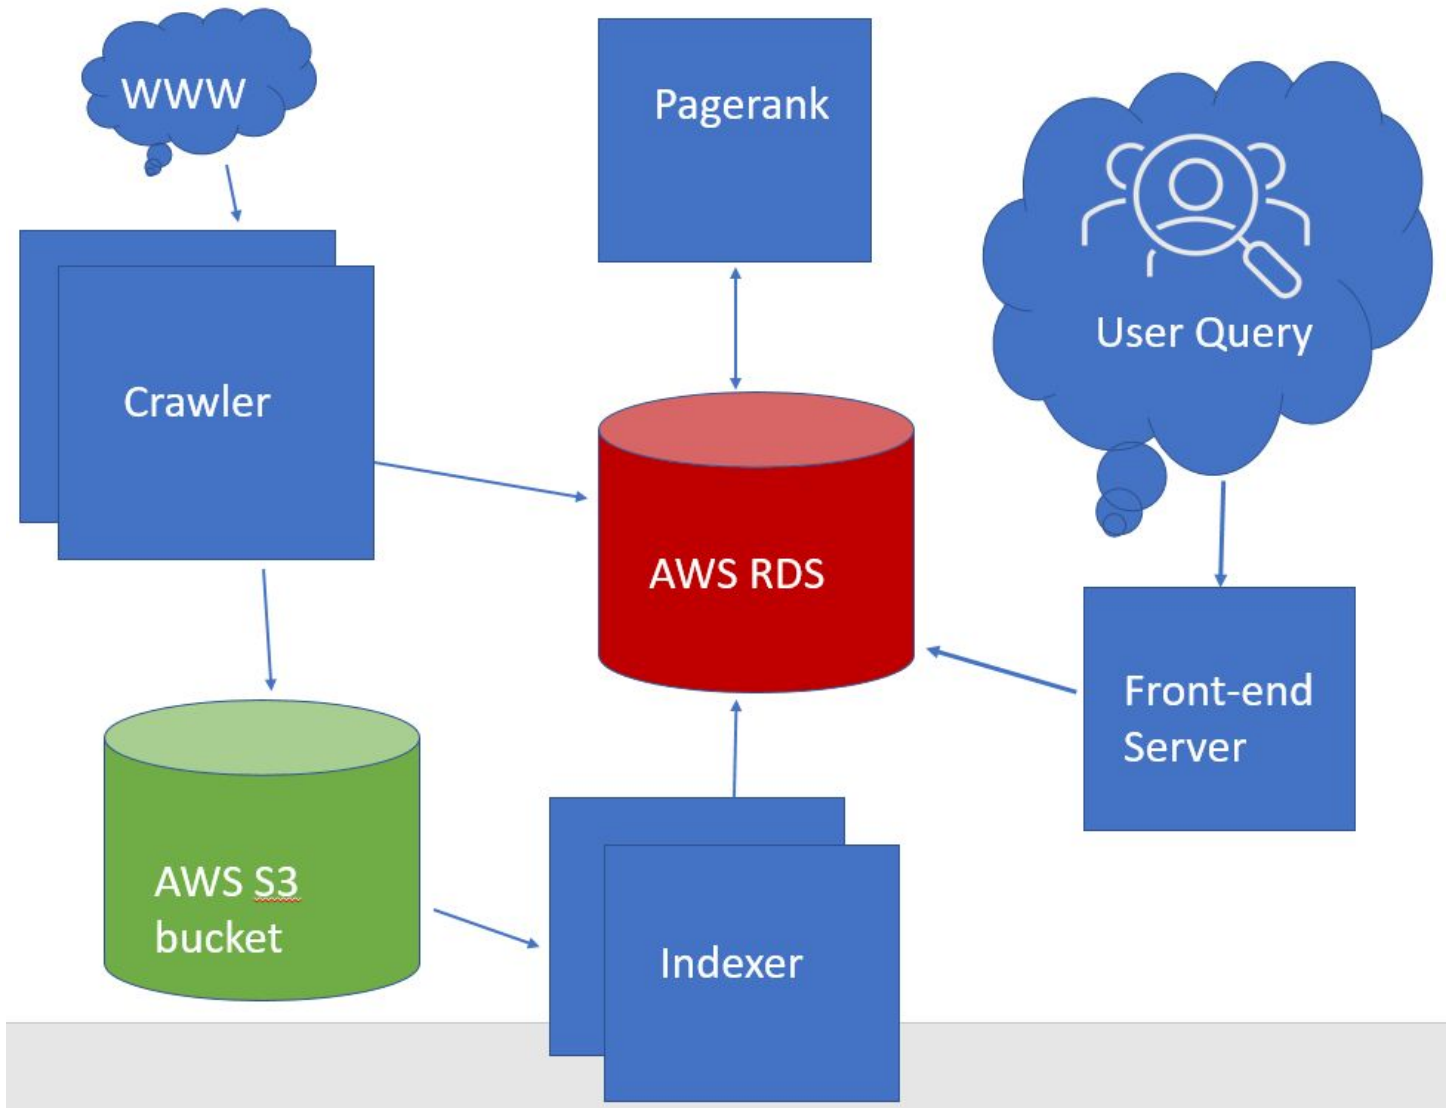 WWW
Pagerank
User Query
Crawler
AWS RDS
Front-end
Server
AWS S3
bucket
Indexer